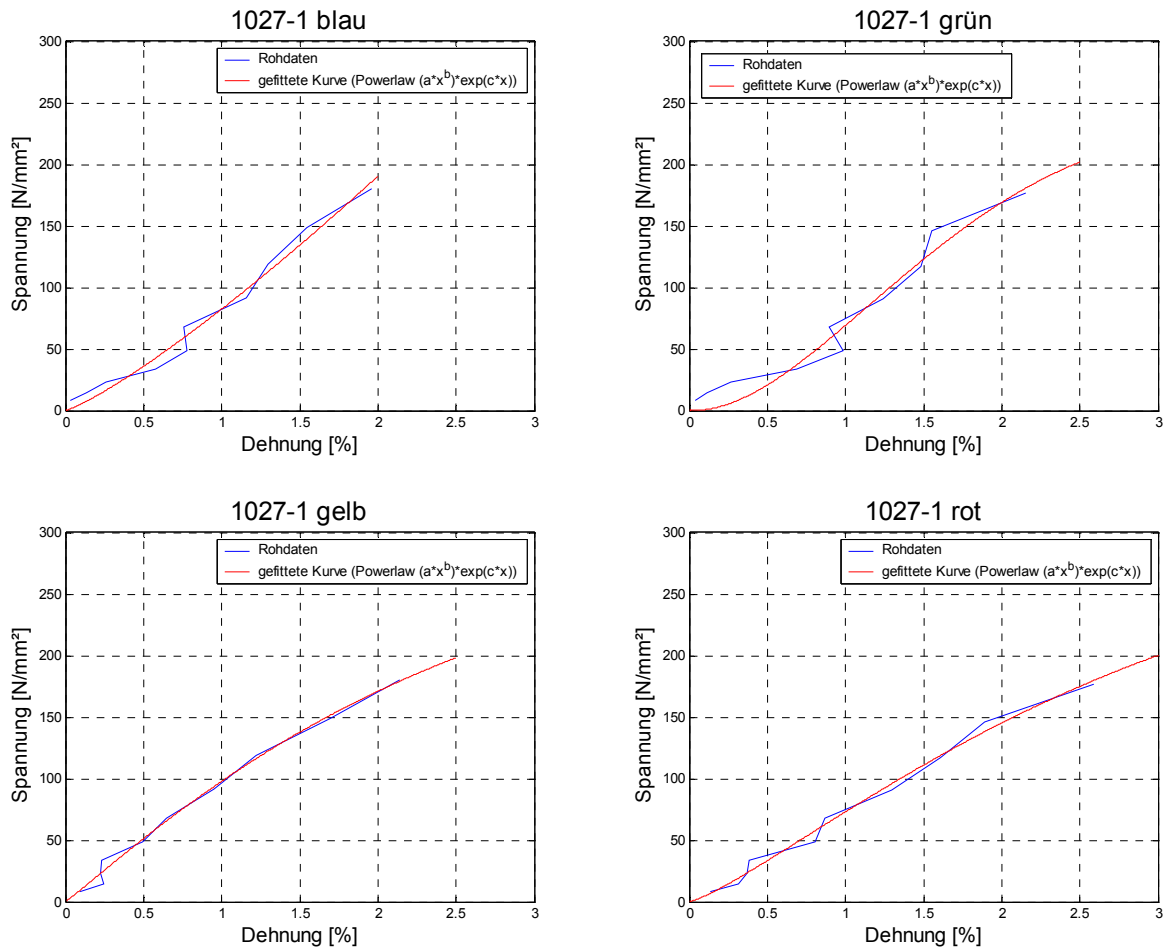 1027-1 blau
300
250
200
150
100
50
0
Spannung [N/mm²]
Rohdaten
gefittete Kurve (Powerlaw (a*x^b)*exp(c*x))
0 0.5 1 1.5 2 2.5 3
Dehnung [%]
1027-1 grün
300
250
200
150
100
50
0
Spannung [N/mm²]
Rohdaten
gefittete Kurve (Powerlaw (a*x^b)*exp(c*x))
0 0.5 1 1.5 2 2.5 3
Dehnung [%]
1027-1 gelb
300
250
200
150
100
50
0
Spannung [N/mm²]
Rohdaten
gefittete Kurve (Powerlaw (a*x^b)*exp(c*x))
0 0.5 1 1.5 2 2.5 3
Dehnung [%]
1027-1 rot
300
250
200
150
100
50
0
Spannung [N/mm²]
Rohdaten
gefittete Kurve (Powerlaw (a*x^b)*exp(c*x))
0 0.5 1 1.5 2 2.5 3
Dehnung [%]